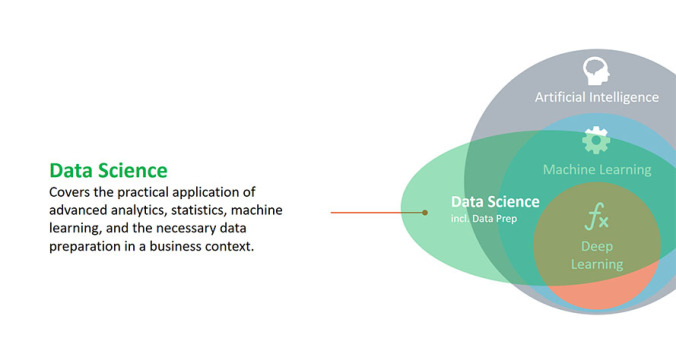 Data Science
Covers the practical application of
advanced analytics, statistics, machine
learning, and the necessary data
preparation in a business context.
Artificial Intelligence
Machine Learning
Data Science
incl. Data Prep
fx
Deep
Learning